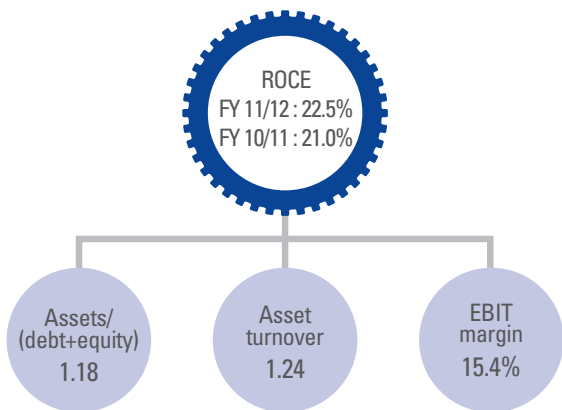 ROCE
FY 11/12 : 22.5%
FY 10/11 : 21.0%
Assets/
(debt+equity)
1.18
Asset
turnover
1.24
EBIT
margin
15.4%